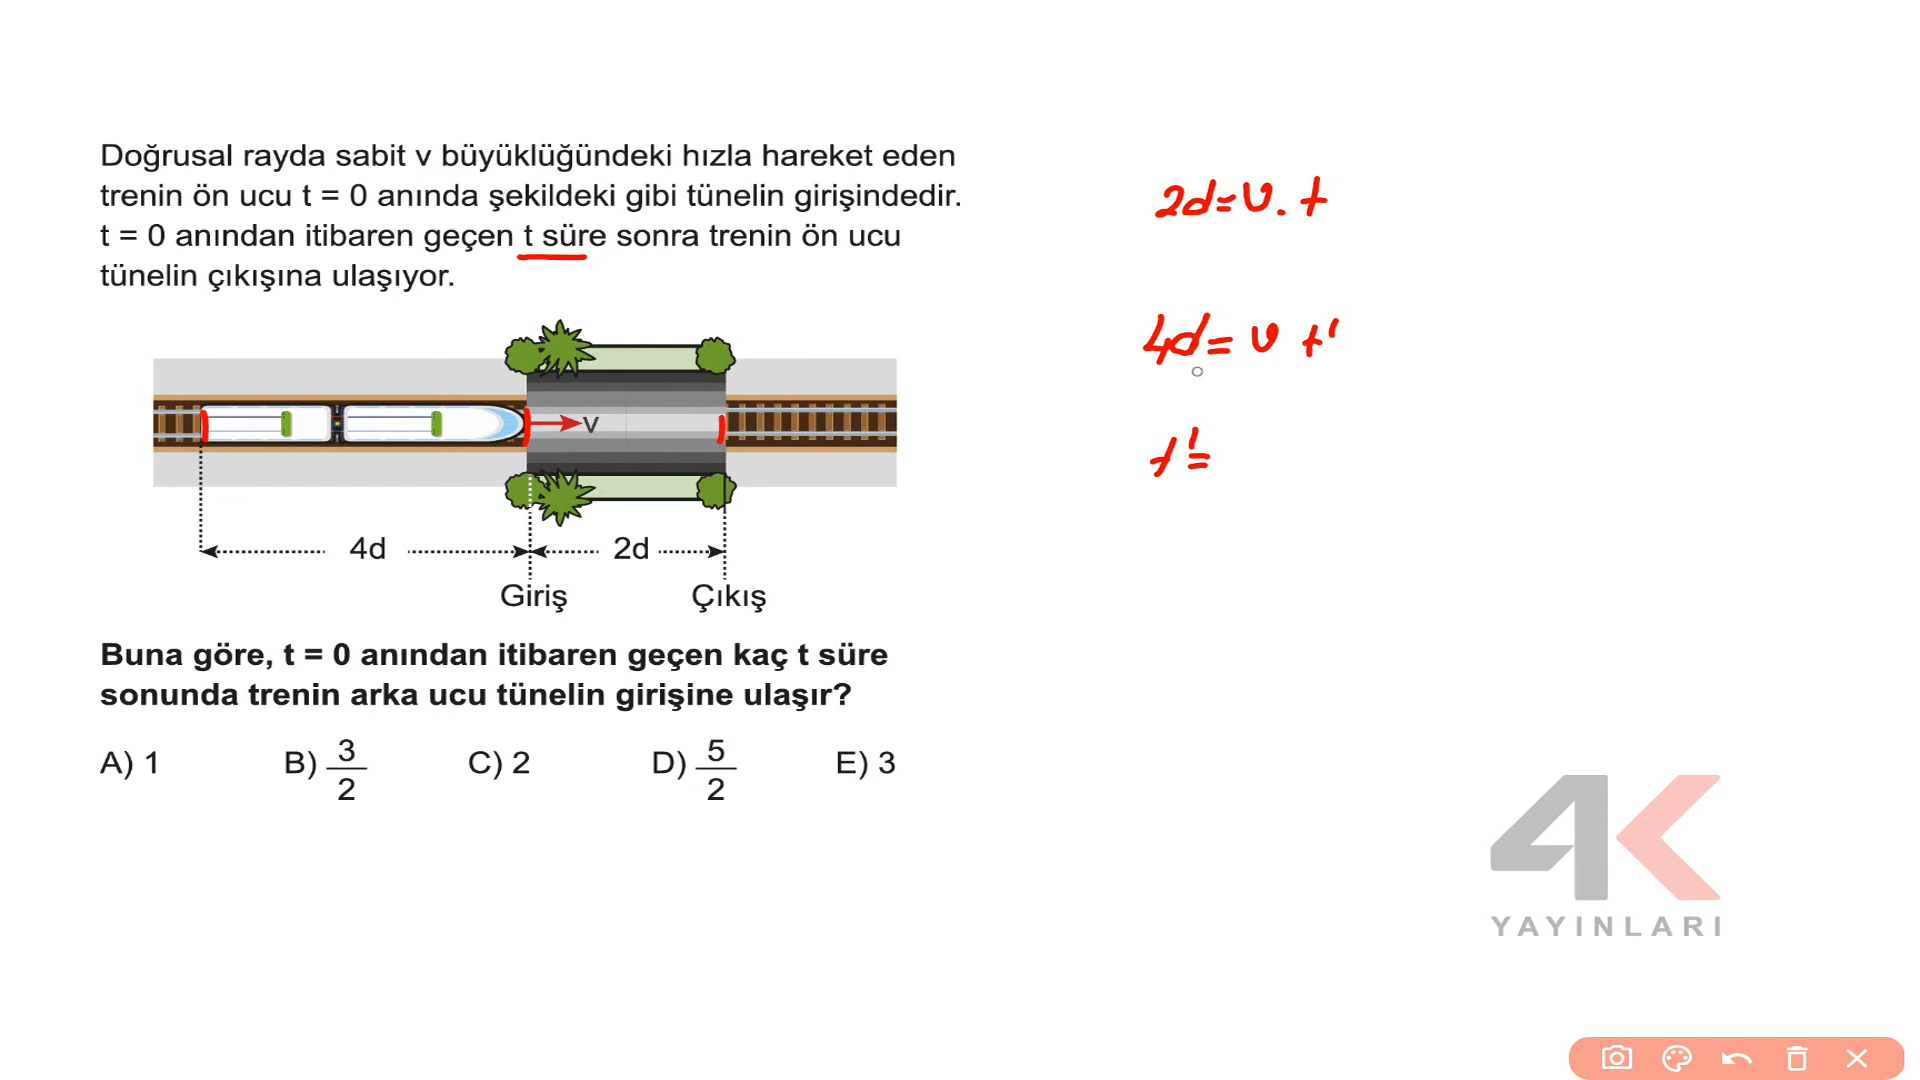 Doğrusal rayda sabit v büyüklüğündeki hızla hareket eden
trenin ön ucu t = 0 anında şekildeki gibi tünelin girişindedir.
t = 0 anından itibaren geçen t süre sonra trenin ön ucu
tünelin çıkışına ulaşıyor.
v
4d
2d
Giriş
Çıkış
Buna göre, t = 0 anından itibaren geçen kaç t süre
sonunda trenin arka ucu tünelin girişine ulaşır?
A) 1 B) 3/2 C) 2 D) 5/2 E) 3
2d = v. t
4d = v t'
t' =
4K
YAYINLARI